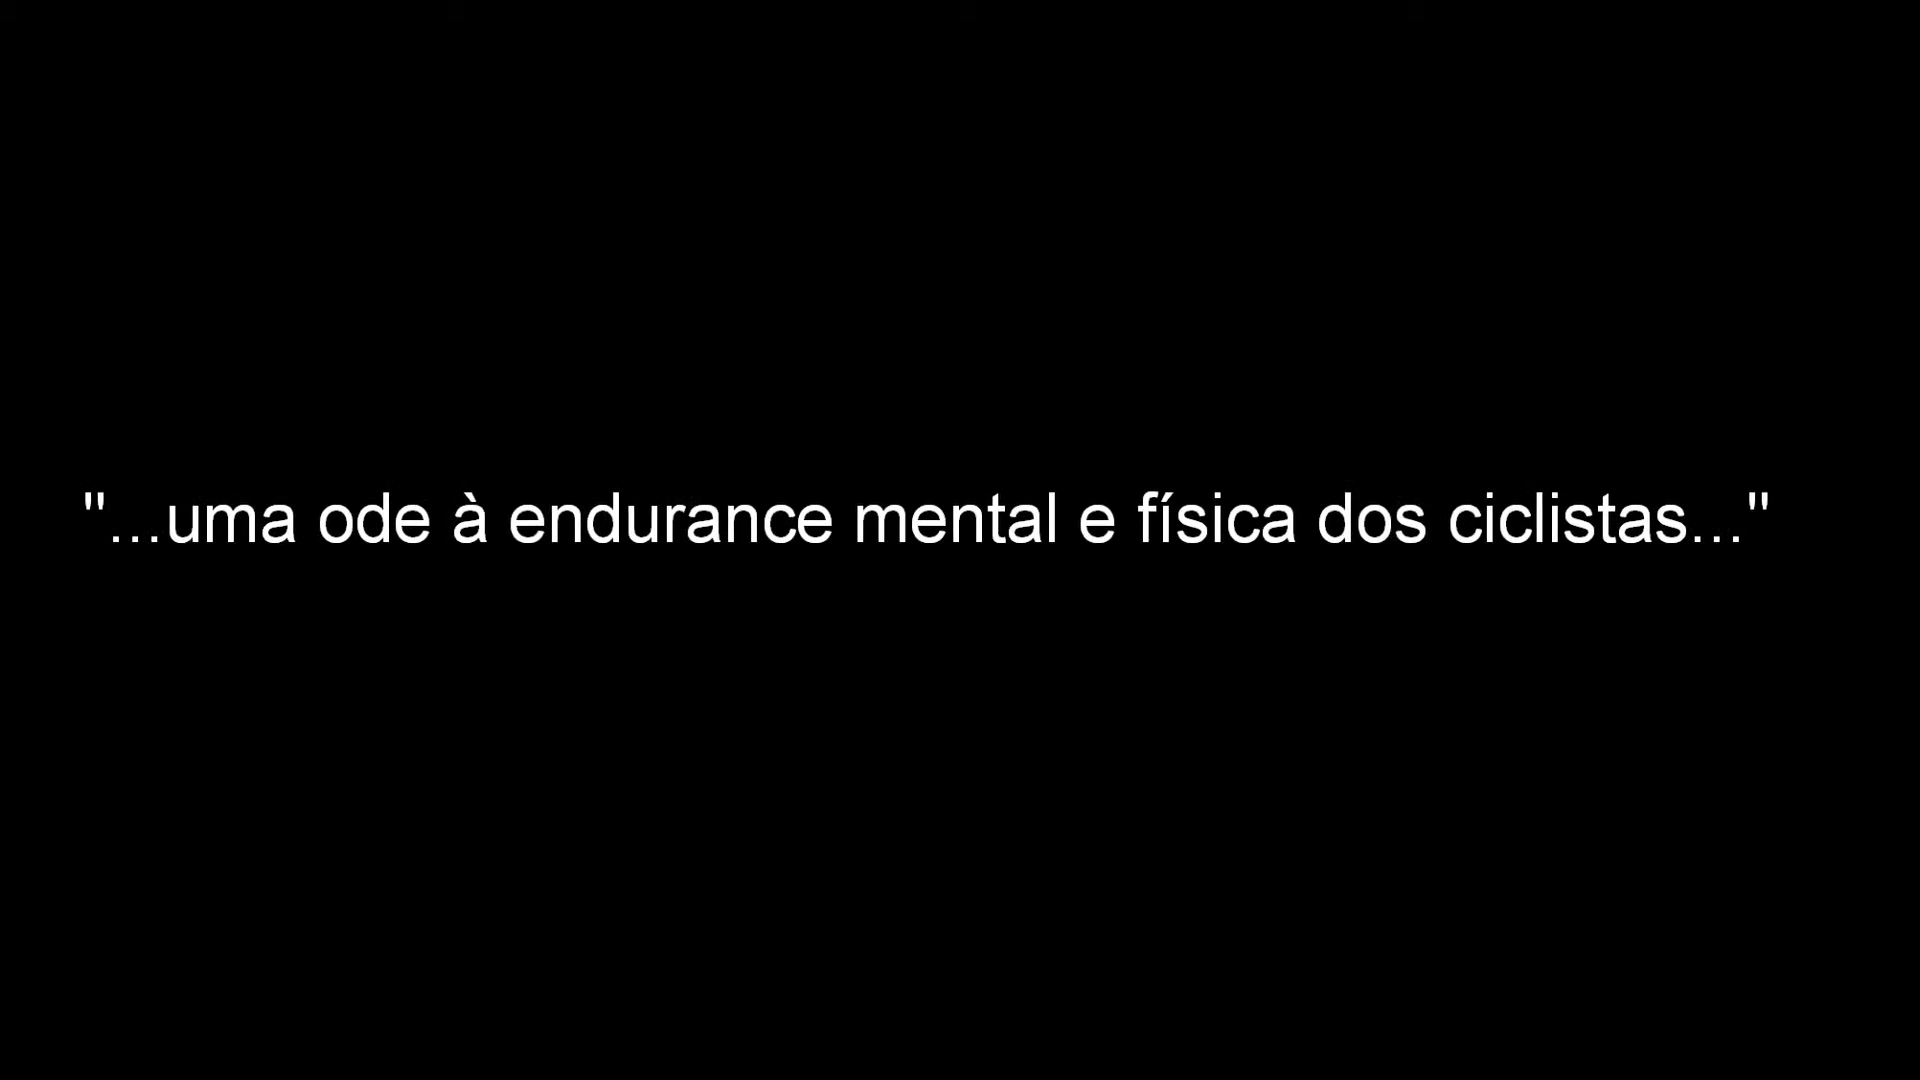 "...uma ode à endurance mental e física dos ciclistas..."